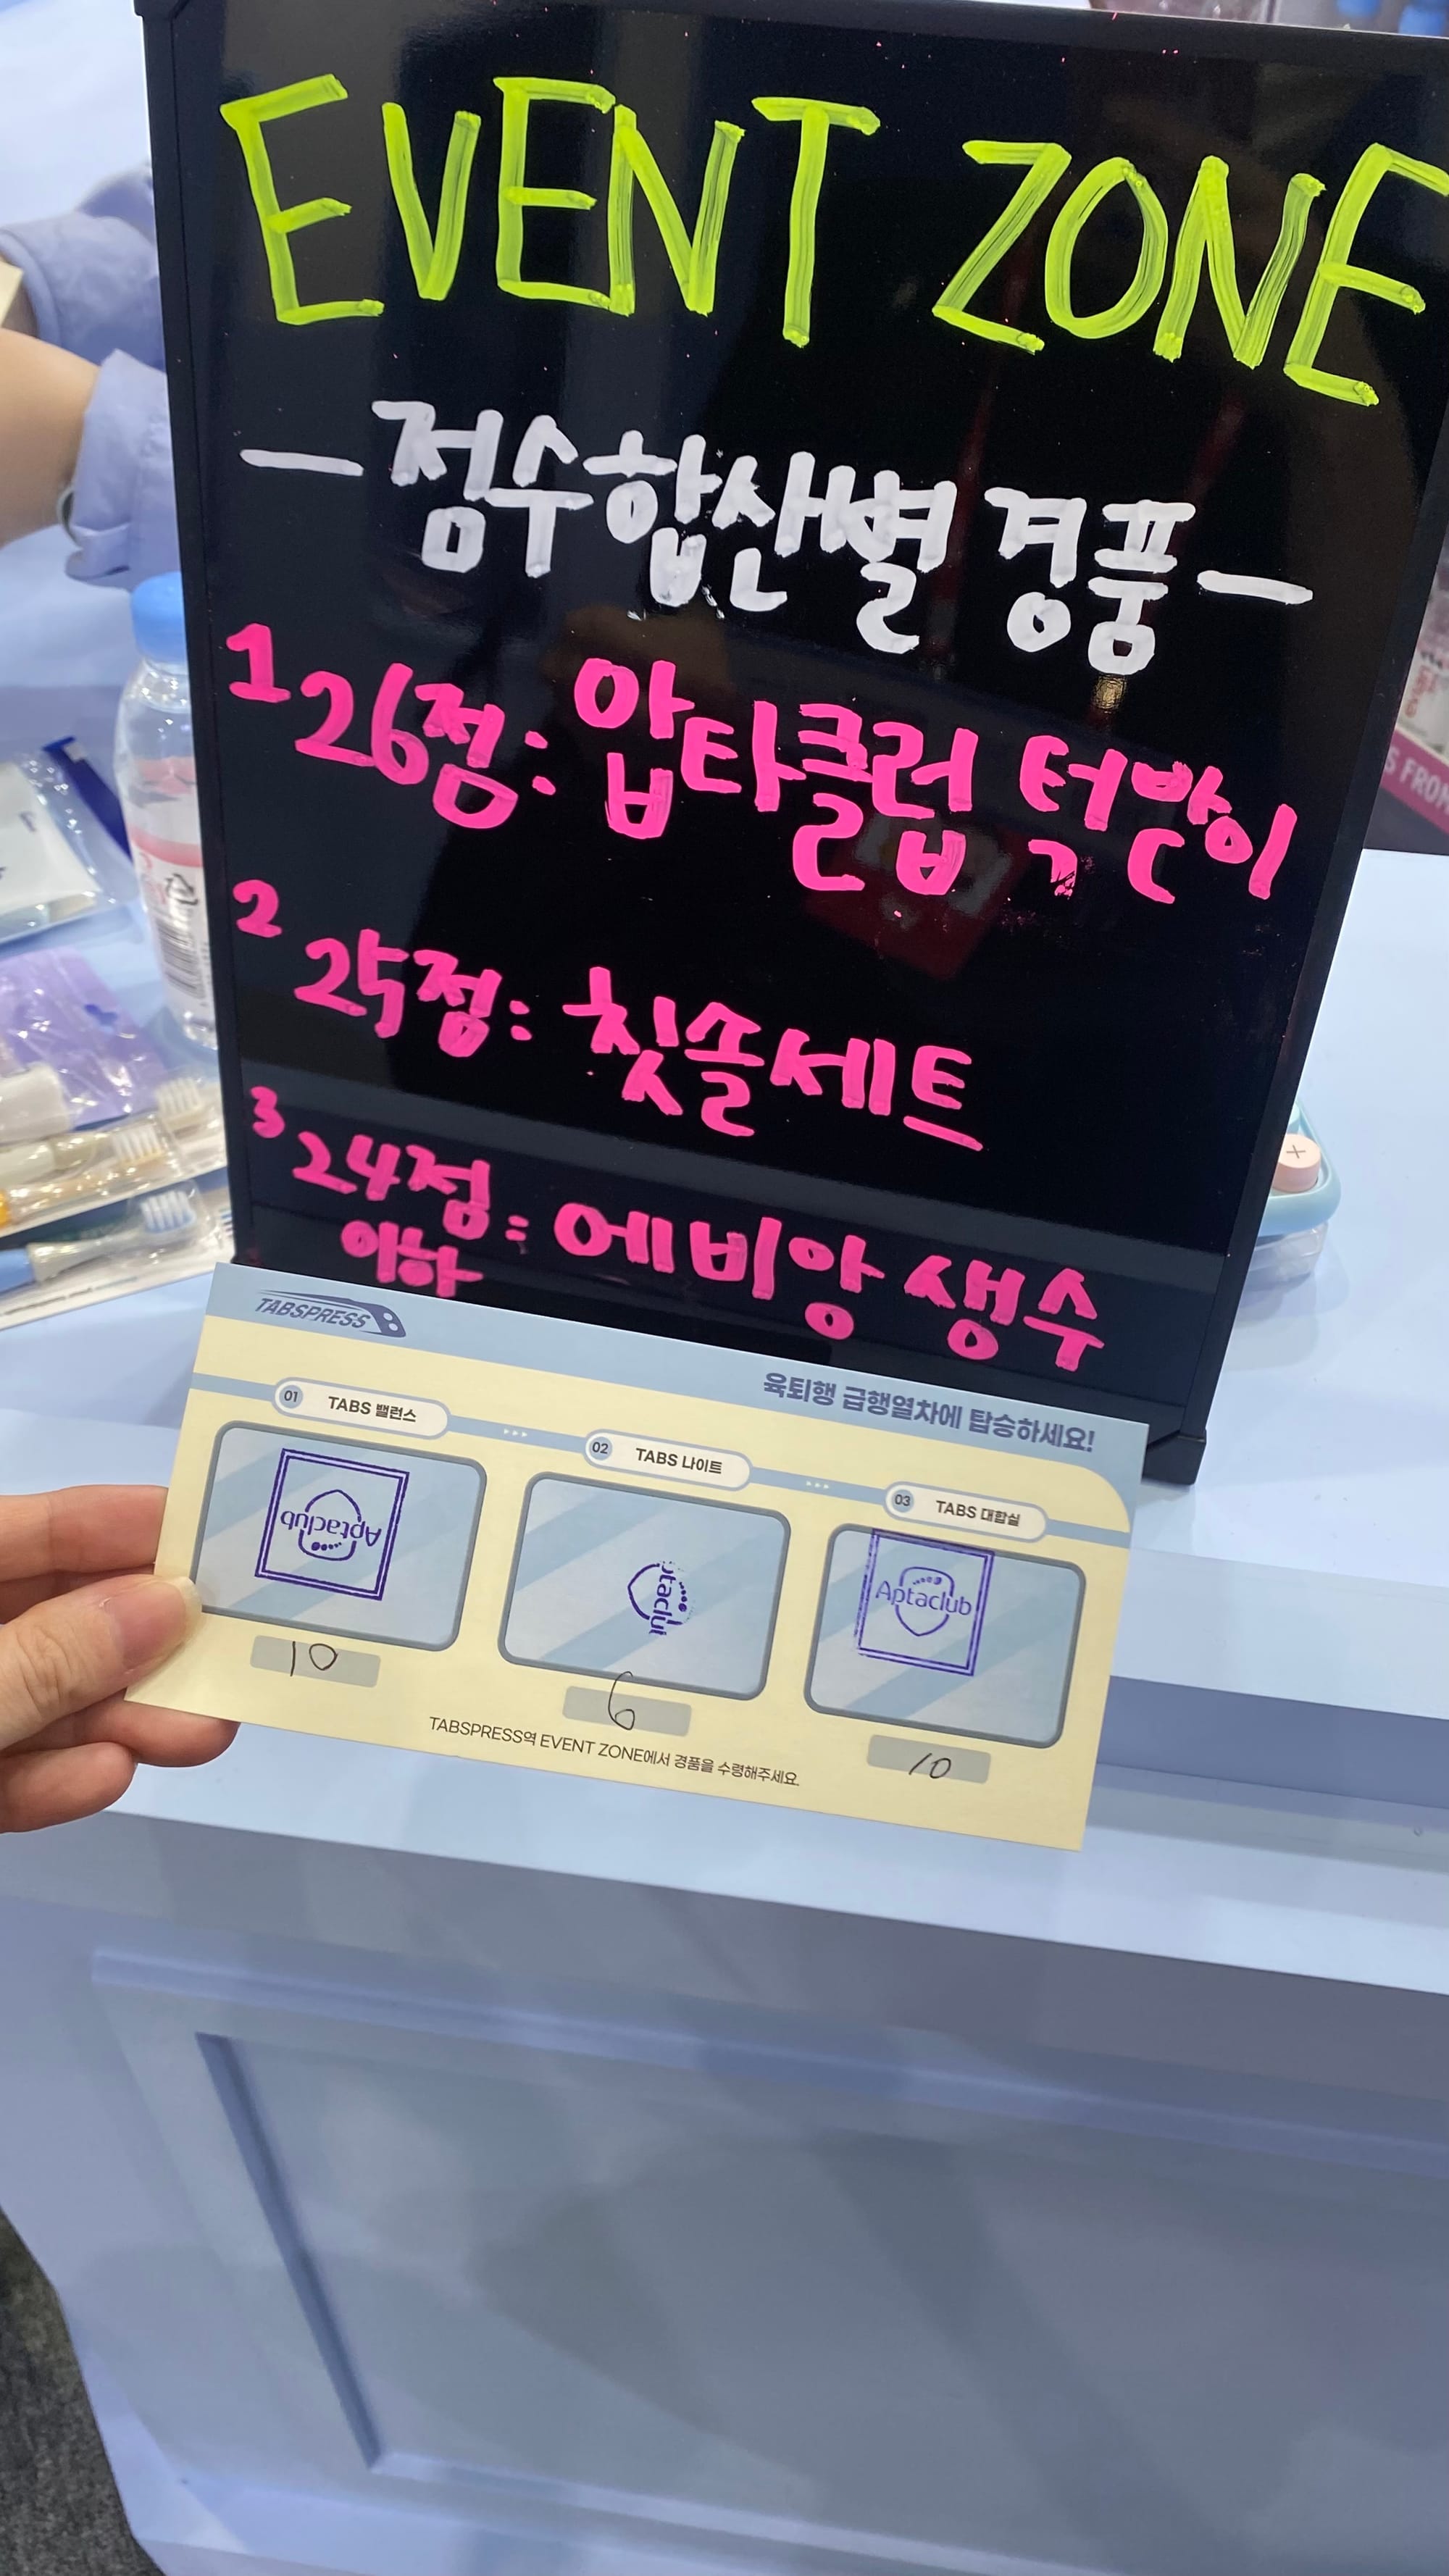 EVENT ZONE
— 점수합산별 경품 —
1 26점: 압타클럽 턱받이
2 25점: 칫솔세트
3 24점 이하: 에비앙 생수
TABSPRESS
육퇴행 급행열차에 탑승하세요!
01 TABS 밸런스
02 TABS 나이트
03 TABS 대합실
Aptaclub
Aptaclub
10
6
10
TABSPRESS역 EVENT ZONE에서 경품을 수령해주세요.